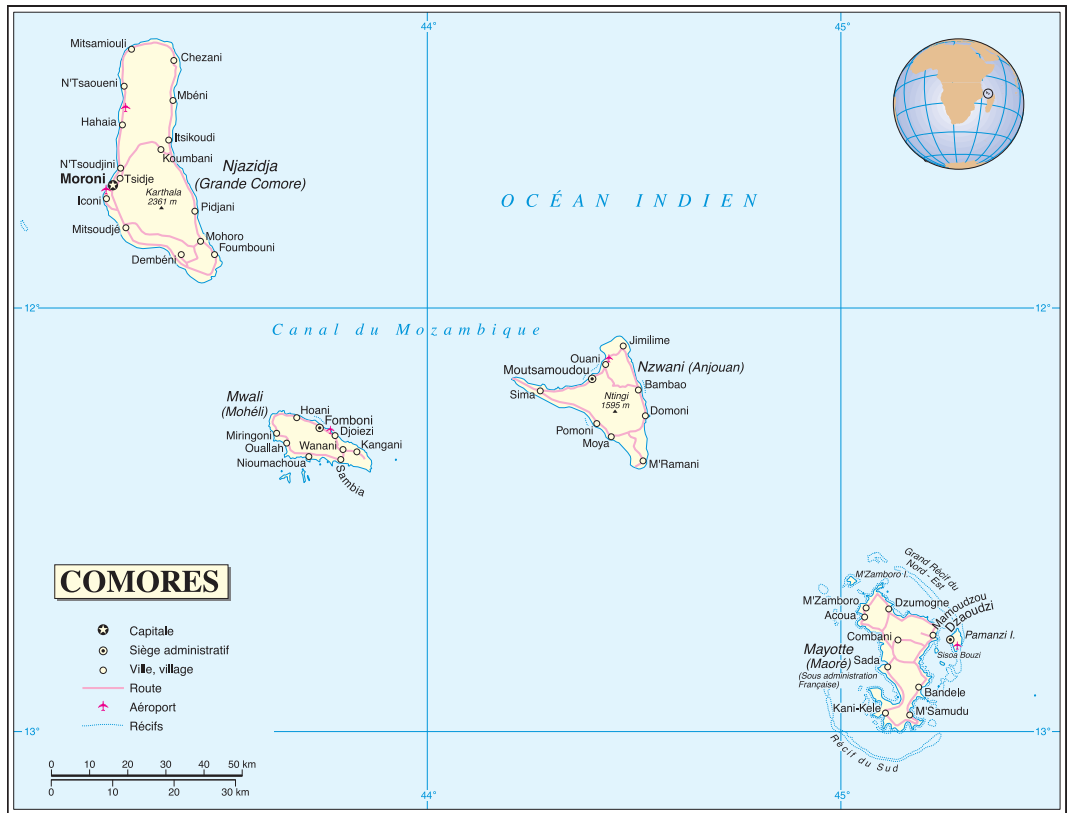 44°
45°
Mitsamiouli
Chezani
N'Tsaoueni
Mbéni
Hahaia
Itsikoudi
Koumbani
N'Tsoudjini
Njazidja
(Grande Comore)
Moroni
Tsidje
Karthala
2361 m
Iconi
Pidjani
Mitsoudjé
Mohoro
Foumbouni
Dembéni
OCÉAN INDIEN
12°
12°
Canal du Mozambique
Jimilime
Ouani
Nzwani (Anjouan)
Moutsamoudou
Bambao
Sima
Ntingi
1595 m
Domoni
Pomoni
Moya
M'Ramani
Mwali
(Mohéli)
Hoani
Fomboni
Djoiezi
Miringoni
Ouallah
Wanani
Kangani
Nioumachoua
Sambia
Grand Récif du
Nord - Est
M'Zamboro I.
M'Zamboro
Dzumogne
Acoua
Mamoudzou
Dzaoudzi
Combani
Pamanzi I.
Mayotte
(Maoré)
(Sous administration
Française)
Sisoa Bouzi
Sada
Bandele
Kani-Kele
M'Samudu
Récif du Sud
COMORES
Capitale
Siège administratif
Ville, village
Route
Aéroport
Récifs
13°
13°
0 10 20 30 40 50 km
0 10 20 30 km
44°
45°